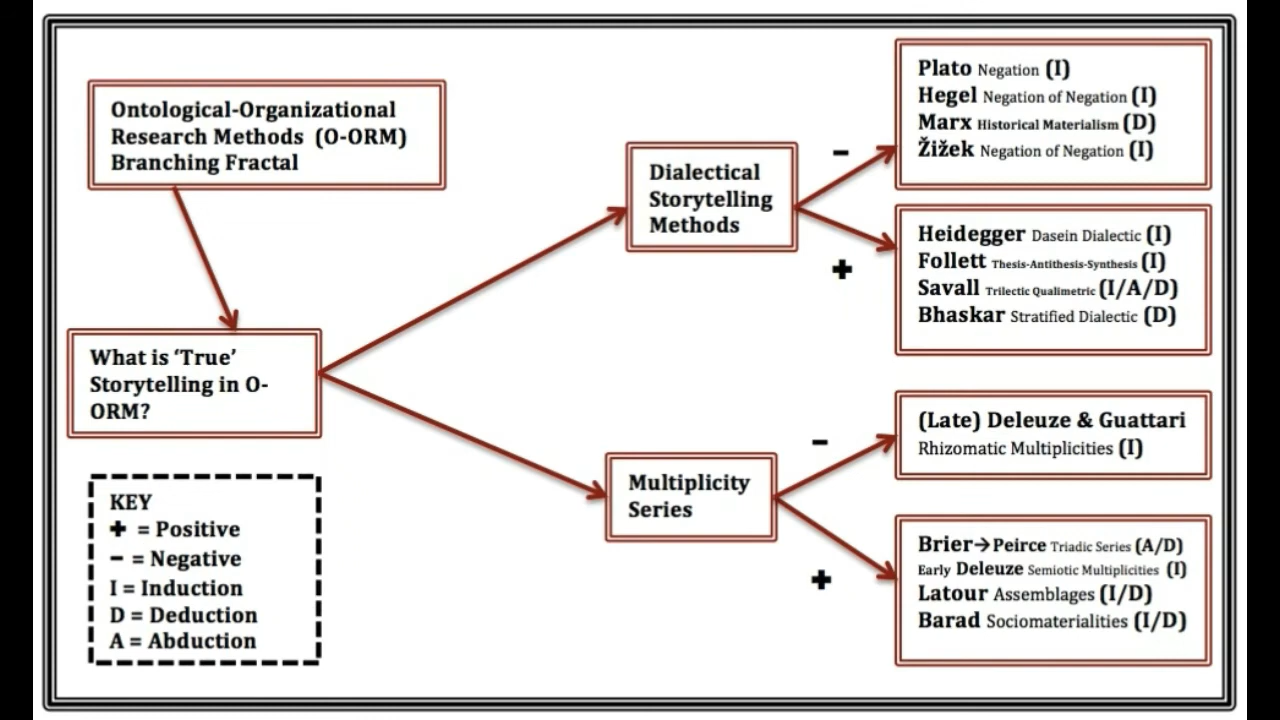 Ontological-Organizational
Research Methods (O-ORM)
Branching Fractal
What is ‘True’
Storytelling in O-
ORM?
KEY
+ = Positive
− = Negative
I = Induction
D = Deduction
A = Abduction
Dialectical
Storytelling
Methods
−
+
Multiplicity
Series
−
+
Plato Negation (I)
Hegel Negation of Negation (I)
Marx Historical Materialism (D)
Žižek Negation of Negation (I)
Heidegger Dasein Dialectic (I)
Follett Thesis-Antithesis-Synthesis (I)
Savall Trilectic Qualimetric (I/A/D)
Bhaskar Stratified Dialectic (D)
(Late) Deleuze & Guattari
Rhizomatic Multiplicities (I)
Brier→Peirce Triadic Series (A/D)
Early Deleuze Semiotic Multiplicities (I)
Latour Assemblages (I/D)
Barad Sociomaterialities (I/D)